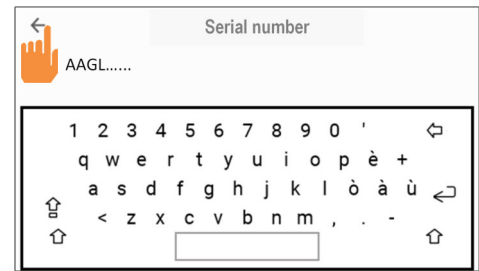 Serial number
AAGL......
1 2 3 4 5 6 7 8 9 0 '
q w e r t y u i o p è +
a s d f g h j k l ò à ù
< z x c v b n m , . -